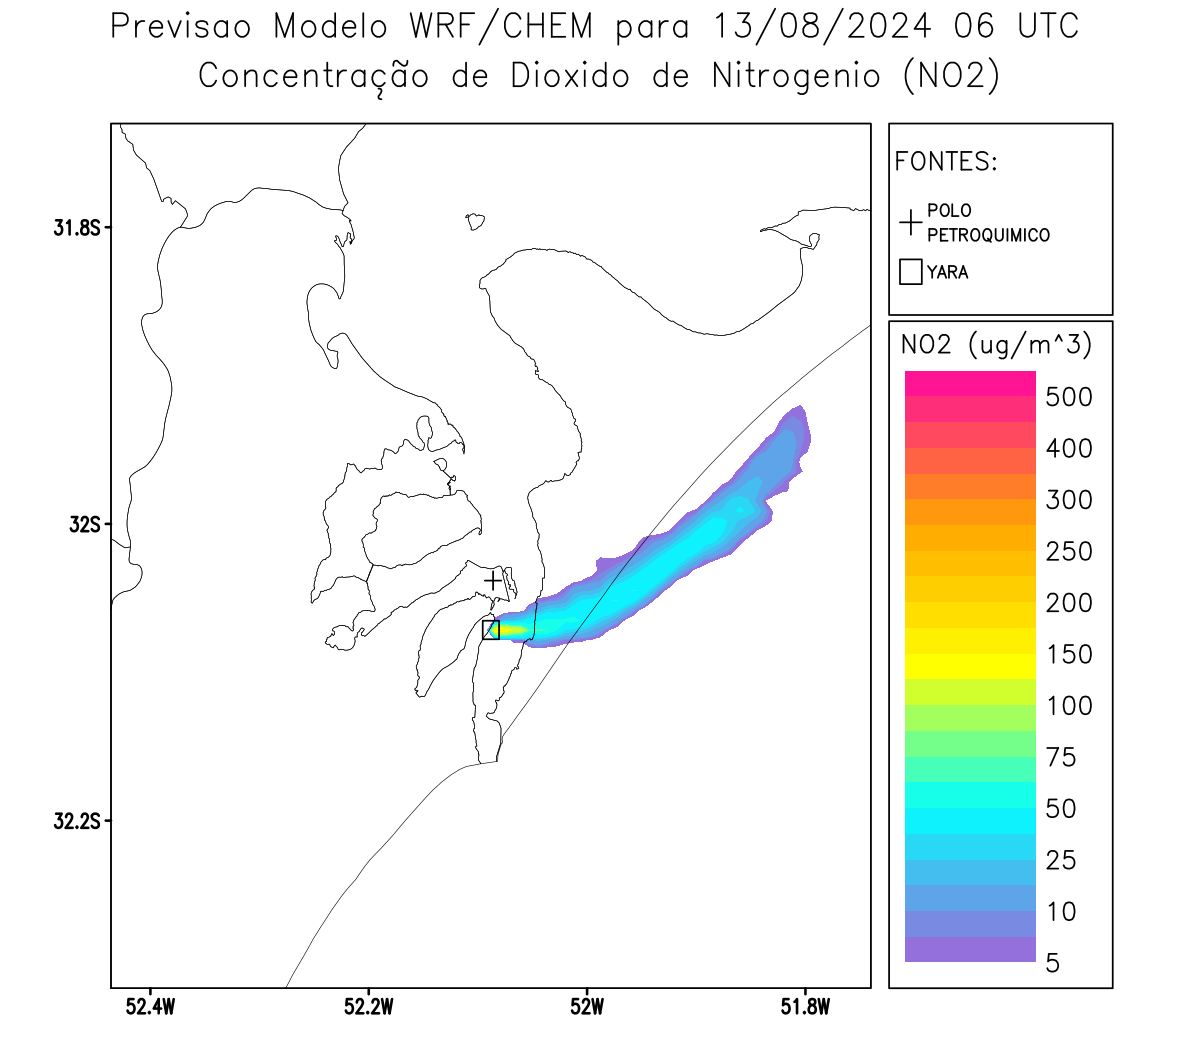 Previsao Modelo WRF/CHEM para 13/08/2024 06 UTC
Concentração de Dioxido de Nitrogenio (NO2)
FONTES:
POLO
PETROQUIMICO
YARA
NO2 (ug/m^3)
500
400
300
250
200
150
100
75
50
25
10
5
31.8S
32S
32.2S
52.4W
52.2W
52W
51.8W